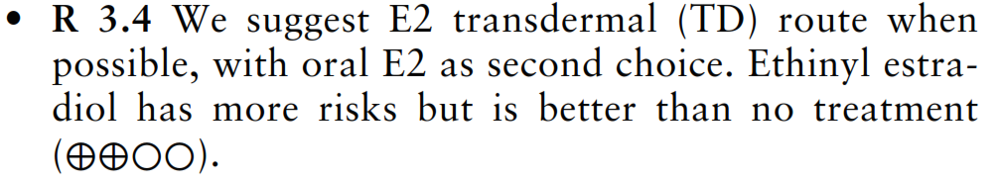 • R 3.4 We suggest E2 transdermal (TD) route when
possible, with oral E2 as second choice. Ethinyl estra-
diol has more risks but is better than no treatment
(⊕⊕○○).